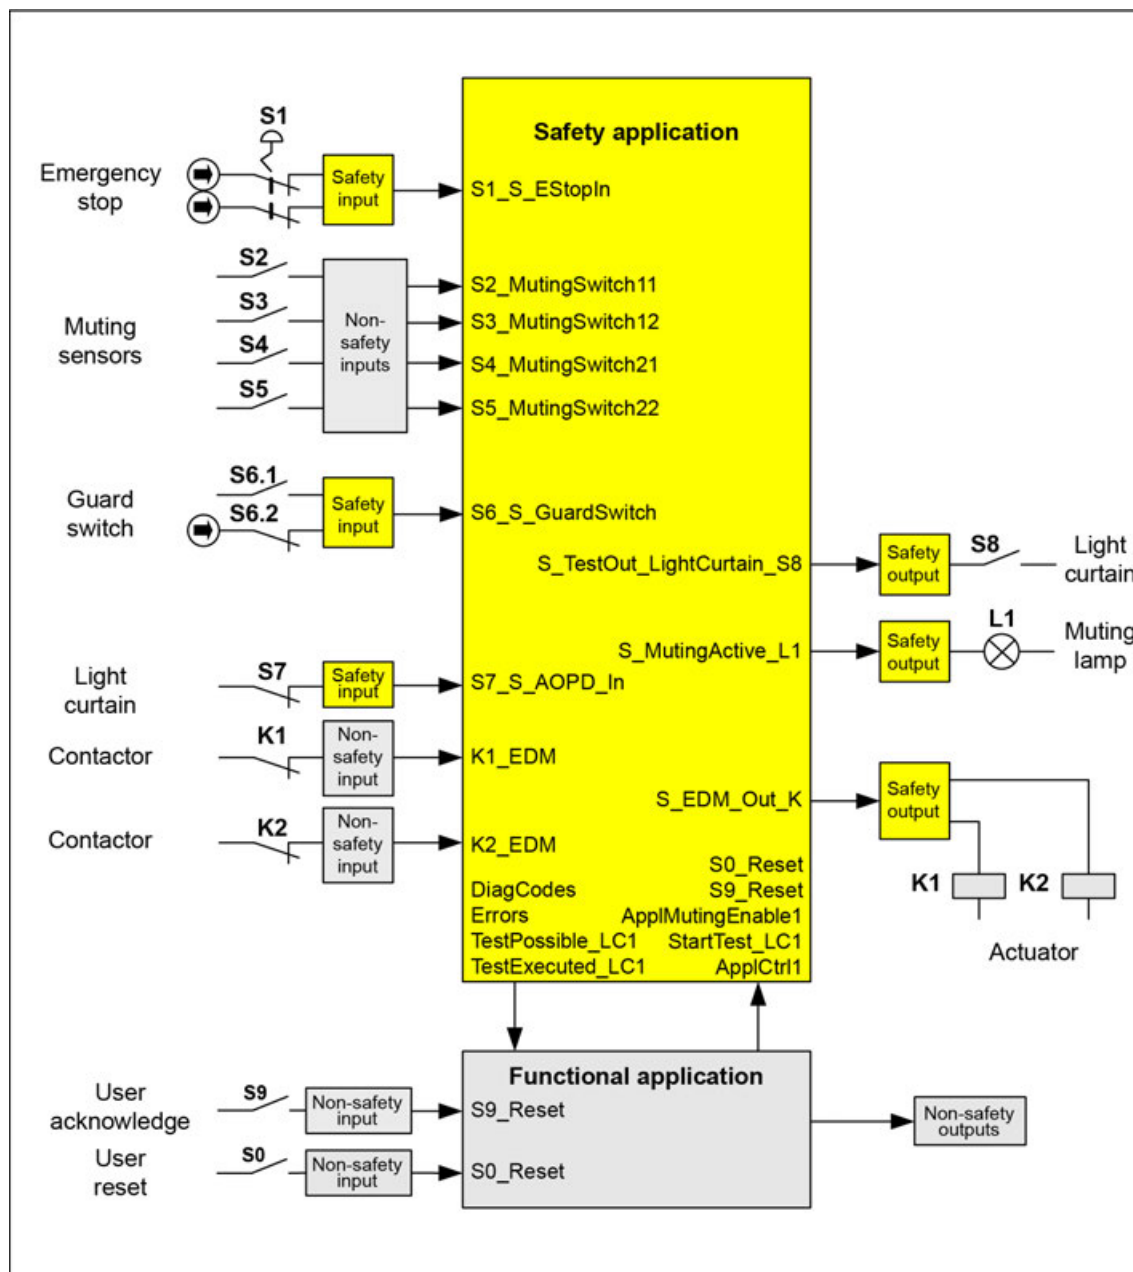 Safety application
S1
Emergency
stop
Safety
input
S1_S_EStopIn
S2
S3
S4
S5
Muting
sensors
Non-
safety
inputs
S2_MutingSwitch11
S3_MutingSwitch12
S4_MutingSwitch21
S5_MutingSwitch22
Guard
switch
S6.1
S6.2
Safety
input
S6_S_GuardSwitch
S_TestOut_LightCurtain_S8
Safety
output
S8
Light
curtain
S_MutingActive_L1
Safety
output
L1
Muting
lamp
Light
curtain
S7
Safety
input
S7_S_AOPD_In
Contactor
K1
Non-
safety
input
K1_EDM
S_EDM_Out_K
Safety
output
K1
K2
Actuator
Contactor
K2
Non-
safety
input
K2_EDM
DiagCodes
Errors
TestPossible_LC1
TestExecuted_LC1
S0_Reset
S9_Reset
ApplMutingEnable1
StartTest_LC1
ApplCtrl1
Functional application
User
acknowledge
S9
Non-safety
input
S9_Reset
User
reset
S0
Non-safety
input
S0_Reset
Non-safety
outputs